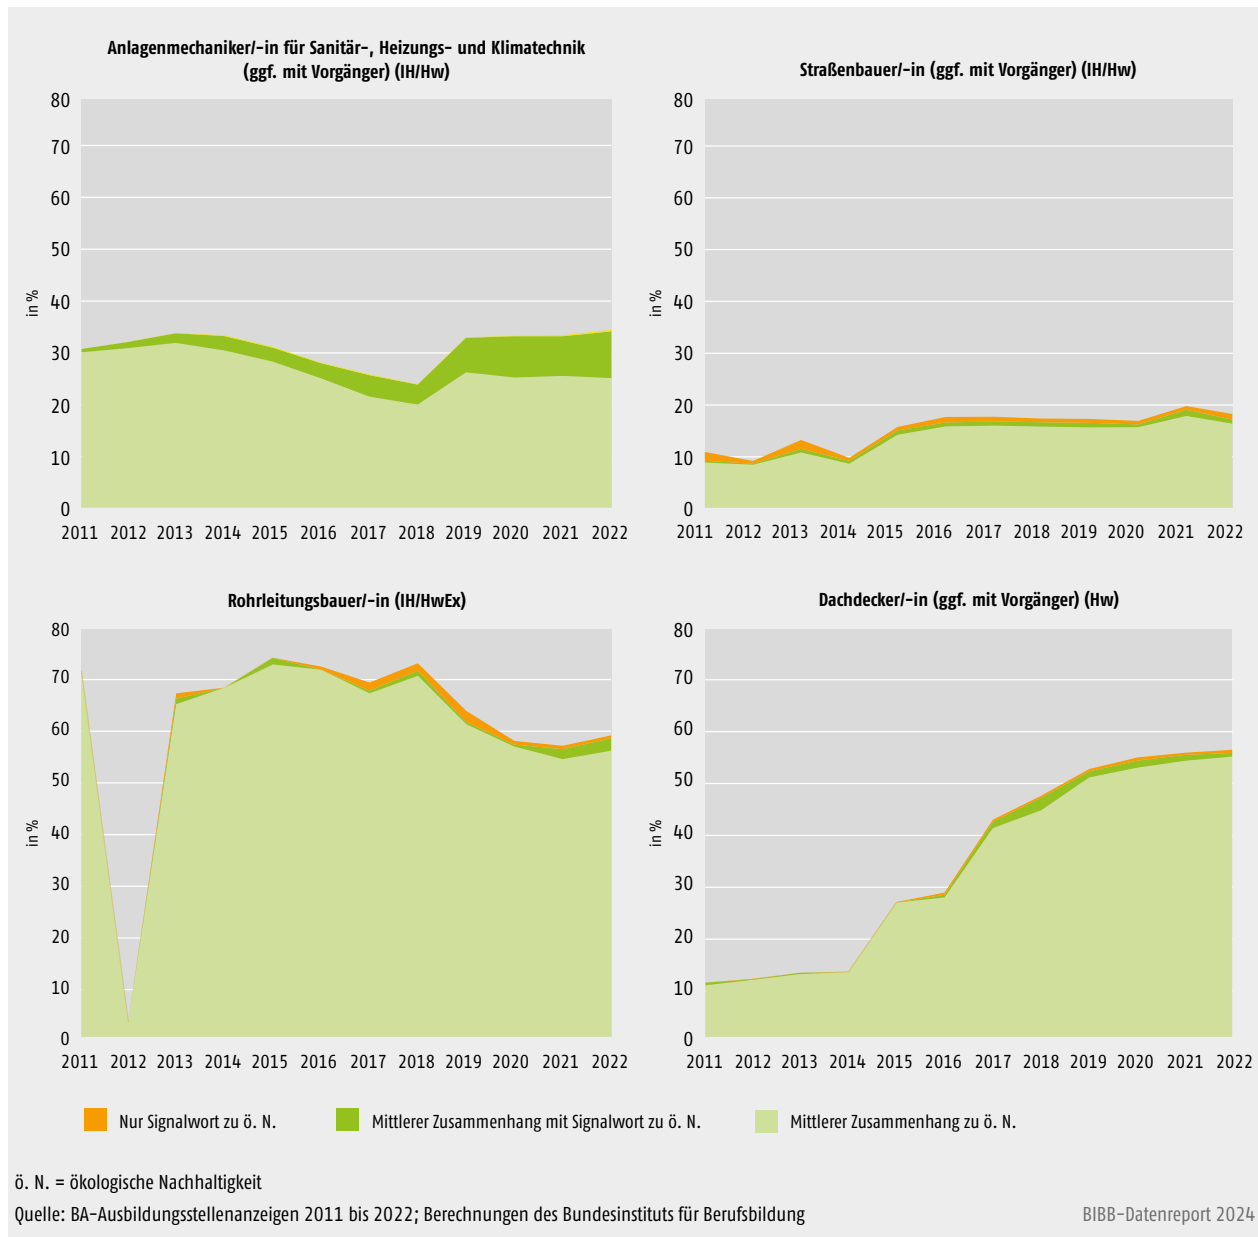 Anlagenmechaniker/-in für Sanitär-, Heizungs- und Klimatechnik
(ggf. mit Vorgänger) (IH/Hw)
80
70
60
50
40
30
20
10
0
in %
2011 2012 2013 2014 2015 2016 2017 2018 2019 2020 2021 2022
Straßenbauer/-in (ggf. mit Vorgänger) (IH/Hw)
80
70
60
50
40
30
20
10
0
in %
2011 2012 2013 2014 2015 2016 2017 2018 2019 2020 2021 2022
Rohrleitungsbauer/-in (IH/HwEx)
80
70
60
50
40
30
20
10
0
in %
2011 2012 2013 2014 2015 2016 2017 2018 2019 2020 2021 2022
Dachdecker/-in (ggf. mit Vorgänger) (Hw)
80
70
60
50
40
30
20
10
0
in %
2011 2012 2013 2014 2015 2016 2017 2018 2019 2020 2021 2022
Nur Signalwort zu ö. N. Mittlerer Zusammenhang mit Signalwort zu ö. N. Mittlerer Zusammenhang zu ö. N.
ö. N. = ökologische Nachhaltigkeit
Quelle: BA-Ausbildungsstellenanzeigen 2011 bis 2022; Berechnungen des Bundesinstituts für Berufsbildung BIBB-Datenreport 2024